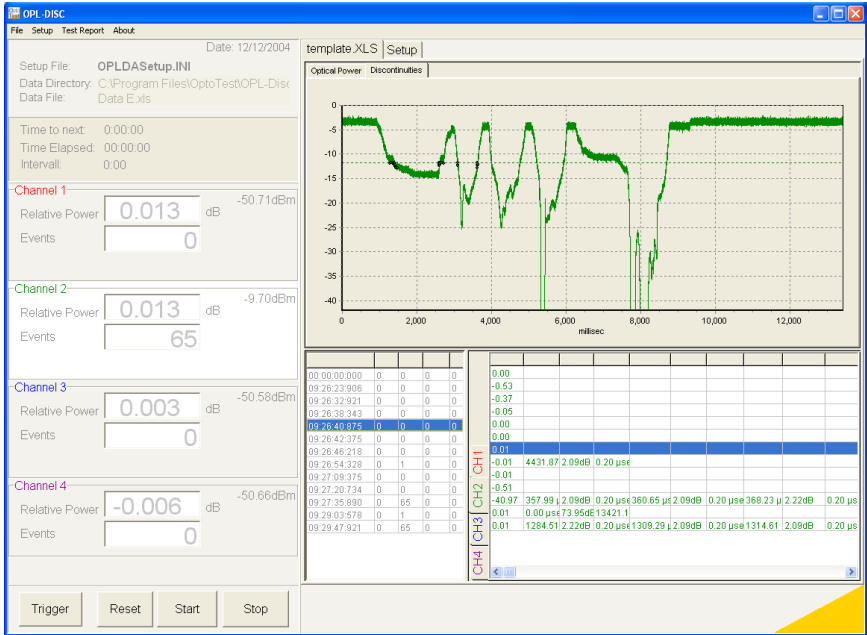 OPL-DISC
File Setup Test Report About
Date: 12/12/2004
Setup File: OPLDASetup.INI
Data Directory: C:\Program Files\OptoTest\OPL-Disc
Data File: Data E.xls
Time to next: 0:00:00
Time Elapsed: 00:00:00
Intervall: 0:00
Channel 1
-50.71dBm
Relative Power 0.013 dB
Events 0
Channel 2
-9.70dBm
Relative Power 0.013 dB
Events 65
Channel 3
-50.58dBm
Relative Power 0.003 dB
Events 0
Channel 4
-50.66dBm
Relative Power -0.006 dB
Events 0
Trigger Reset Start Stop
template.XLS Setup
Optical Power Discontinuities
0
-5
-10
-15
-20
-25
-30
-35
-40
0 2,000 4,000 6,000 8,000 10,000 12,000
millisec
00:00:00:000 0 0 0 0
09:26:23:906 0 0 0 0
09:26:32:921 0 0 0 0
09:26:38:343 0 0 0 0
09:26:40:875 0 0 0 0
09:26:42:375 0 0 0 0
09:26:46:218 0 0 0 0
09:26:54:328 0 1 0 0
09:27:09:375 0 0 0 0
09:27:20:734 0 0 0 0
09:27:35:890 0 65 0 0
09:29:03:578 0 1 0 0
09:29:47:921 0 65 0 0
CH1
CH2
CH3
CH4
0.00
-0.53
-0.37
-0.05
0.00
0.00
0.01
-0.01 4431.87 2.09dB 0.20 µse
-0.01
-0.51
-40.97 357.99 µ 2.09dB 0.20 µse 360.65 µs 2.09dB 0.20 µse 368.23 µ 2.22dB 0.20 µs
0.01 0.00 µse 73.95dE 13421.1
0.01 1284.51 2.22dB 0.20 µse 1309.29 µ 2.09dB 0.20 µse 1314.61 2.09dB 0.20 µs